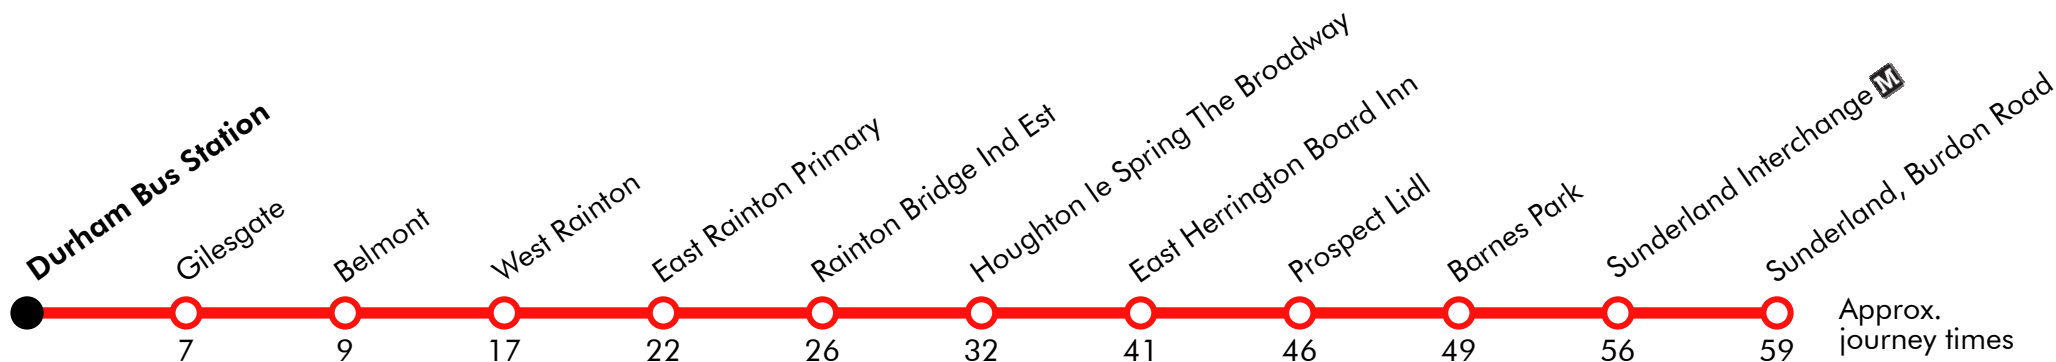 Durham Bus Station
Gilesgate
Belmont
West Rainton
East Rainton Primary
Rainton Bridge Ind Est
Houghton le Spring The Broadway
East Herrington Board Inn
Prospect Lidl
Barnes Park
Sunderland Interchange M
Sunderland, Burdon Road
7 9 17 22 26 32 41 46 49 56 59
Approx.
journey times